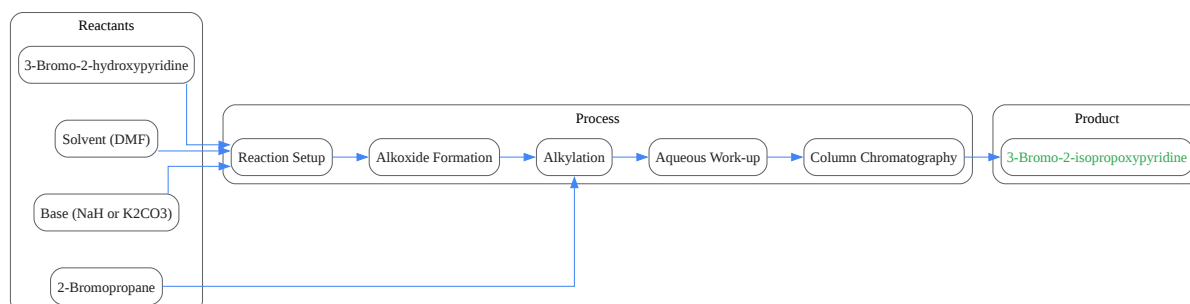 Reactants
3-Bromo-2-hydroxypyridine
Solvent (DMF)
Base (NaH or K2CO3)
2-Bromopropane
Process
Reaction Setup
Alkoxide Formation
Alkylation
Aqueous Work-up
Column Chromatography
Product
3-Bromo-2-isopropoxypyridine